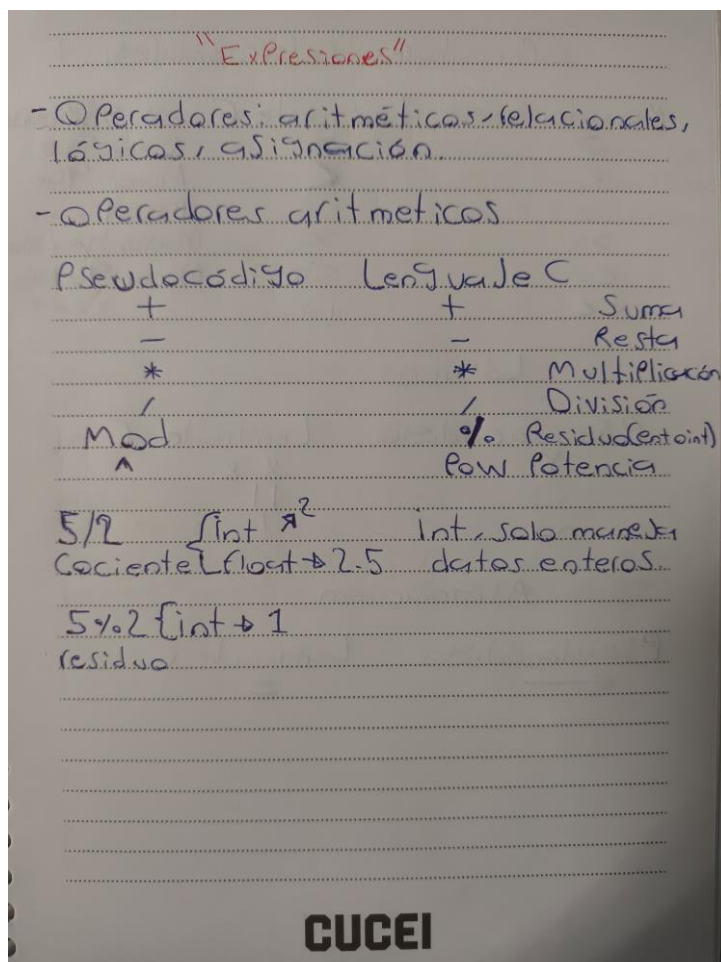 "Expresiones"
- Operadores: aritméticos, relacionales,
lógicos, asignación.
- Operadores aritmeticos
Pseudocódigo Lenguaje C
+ + Suma
- - Resta
* * Multiplicación
/ / División
Mod % Residuo(entoint)
^ Pow Potencia
5/2 { int → 2 int, solo maneja
Cociente float → 2.5 datos enteros.
5%2 { int → 1
residuo
CUCEI